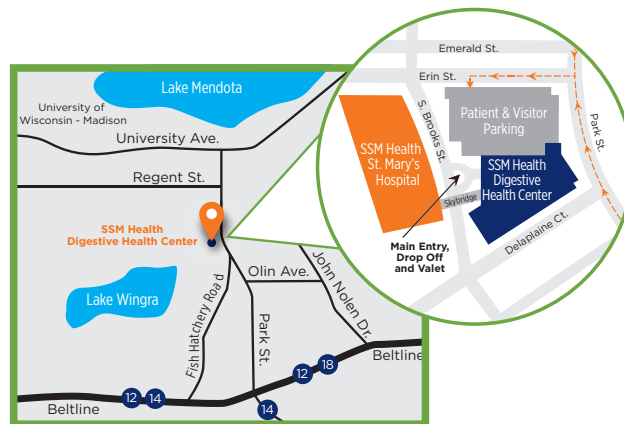 Lake Mendota
University of
Wisconsin - Madison
University Ave.
Regent St.
SSM Health
Digestive Health Center
Lake Wingra
Fish Hatchery Road
Olin Ave.
Park St.
John Nolen Dr.
Beltline
12
18
12
14
14
Beltline
Emerald St.
Erin St.
S. Brooks St.
Patient & Visitor
Parking
Park St.
SSM Health
St. Mary's
Hospital
SSM Health
Digestive
Health Center
Skybridge
Delaplaine Ct.
Main Entry,
Drop Off
and Valet